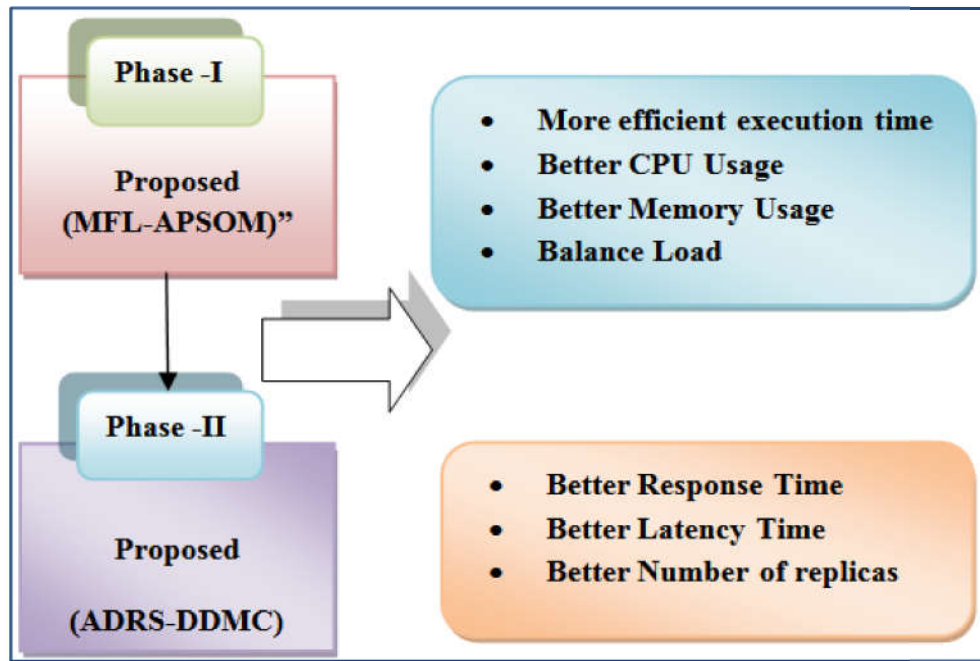 Phase -I
Proposed
(MFL-APSOM)”
• More efficient execution time
• Better CPU Usage
• Better Memory Usage
• Balance Load
Phase -II
Proposed
(ADRS-DDMC)
• Better Response Time
• Better Latency Time
• Better Number of replicas